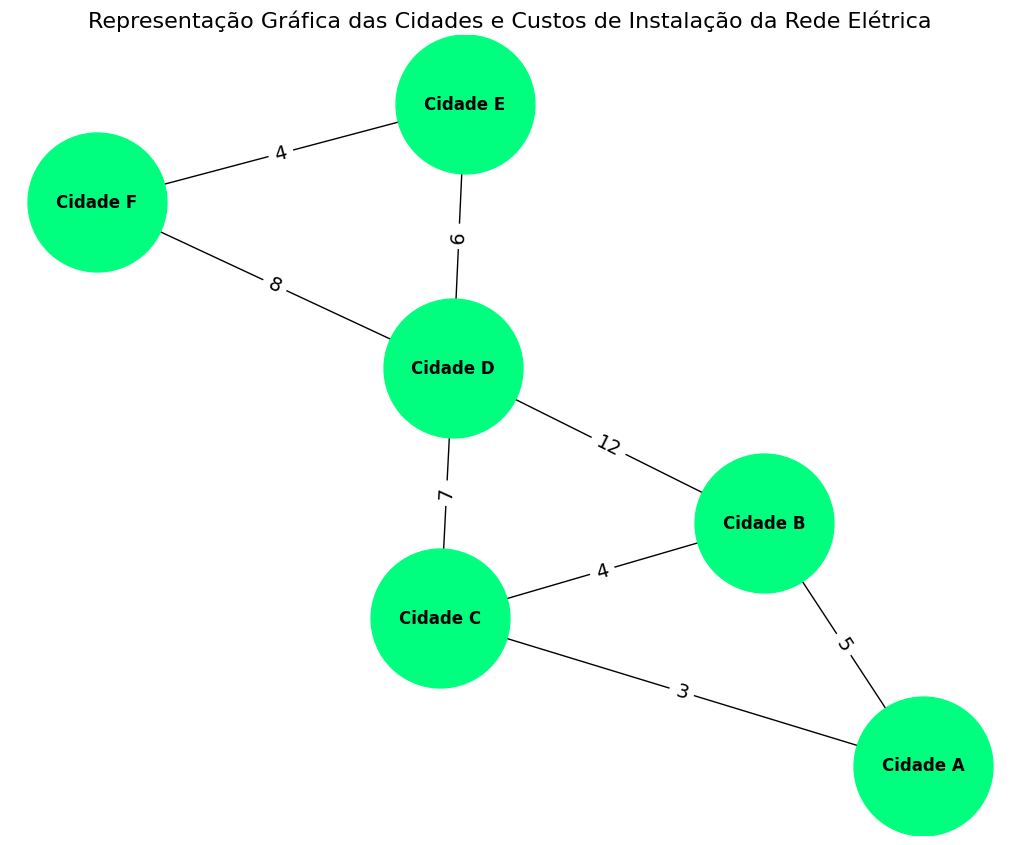 Representação Gráfica das Cidades e Custos de Instalação da Rede Elétrica
Cidade E
4
Cidade F
6
8
Cidade D
12
7
Cidade B
4
Cidade C
5
3
Cidade A